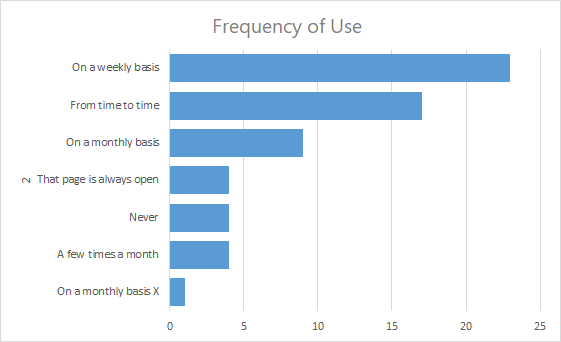 Frequency of Use
On a weekly basis
From time to time
On a monthly basis
2
That page is always open
Never
A few times a month
On a monthly basis X
0 5 10 15 20 25